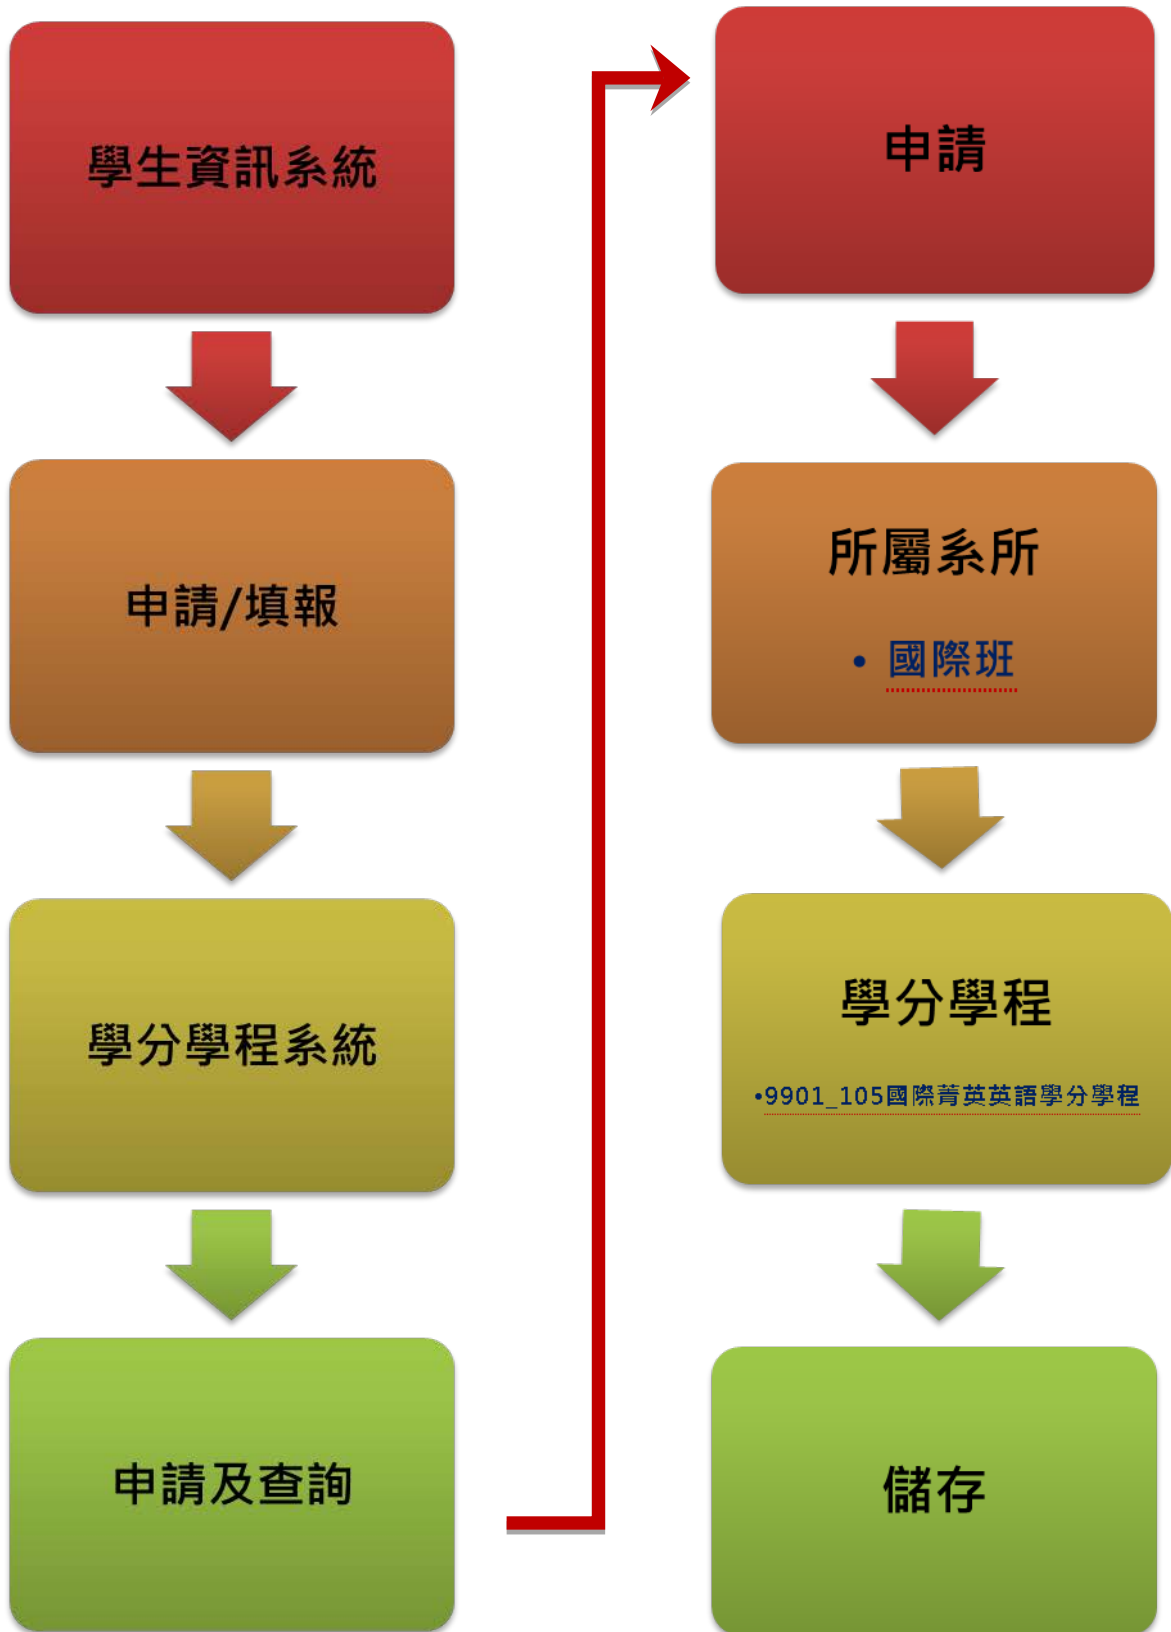 學生資訊系統
申請/填報
學分學程系統
申請及查詢
申請
所屬系所
• 國際班
學分學程
•9901_105國際菁英英語學分學程
儲存